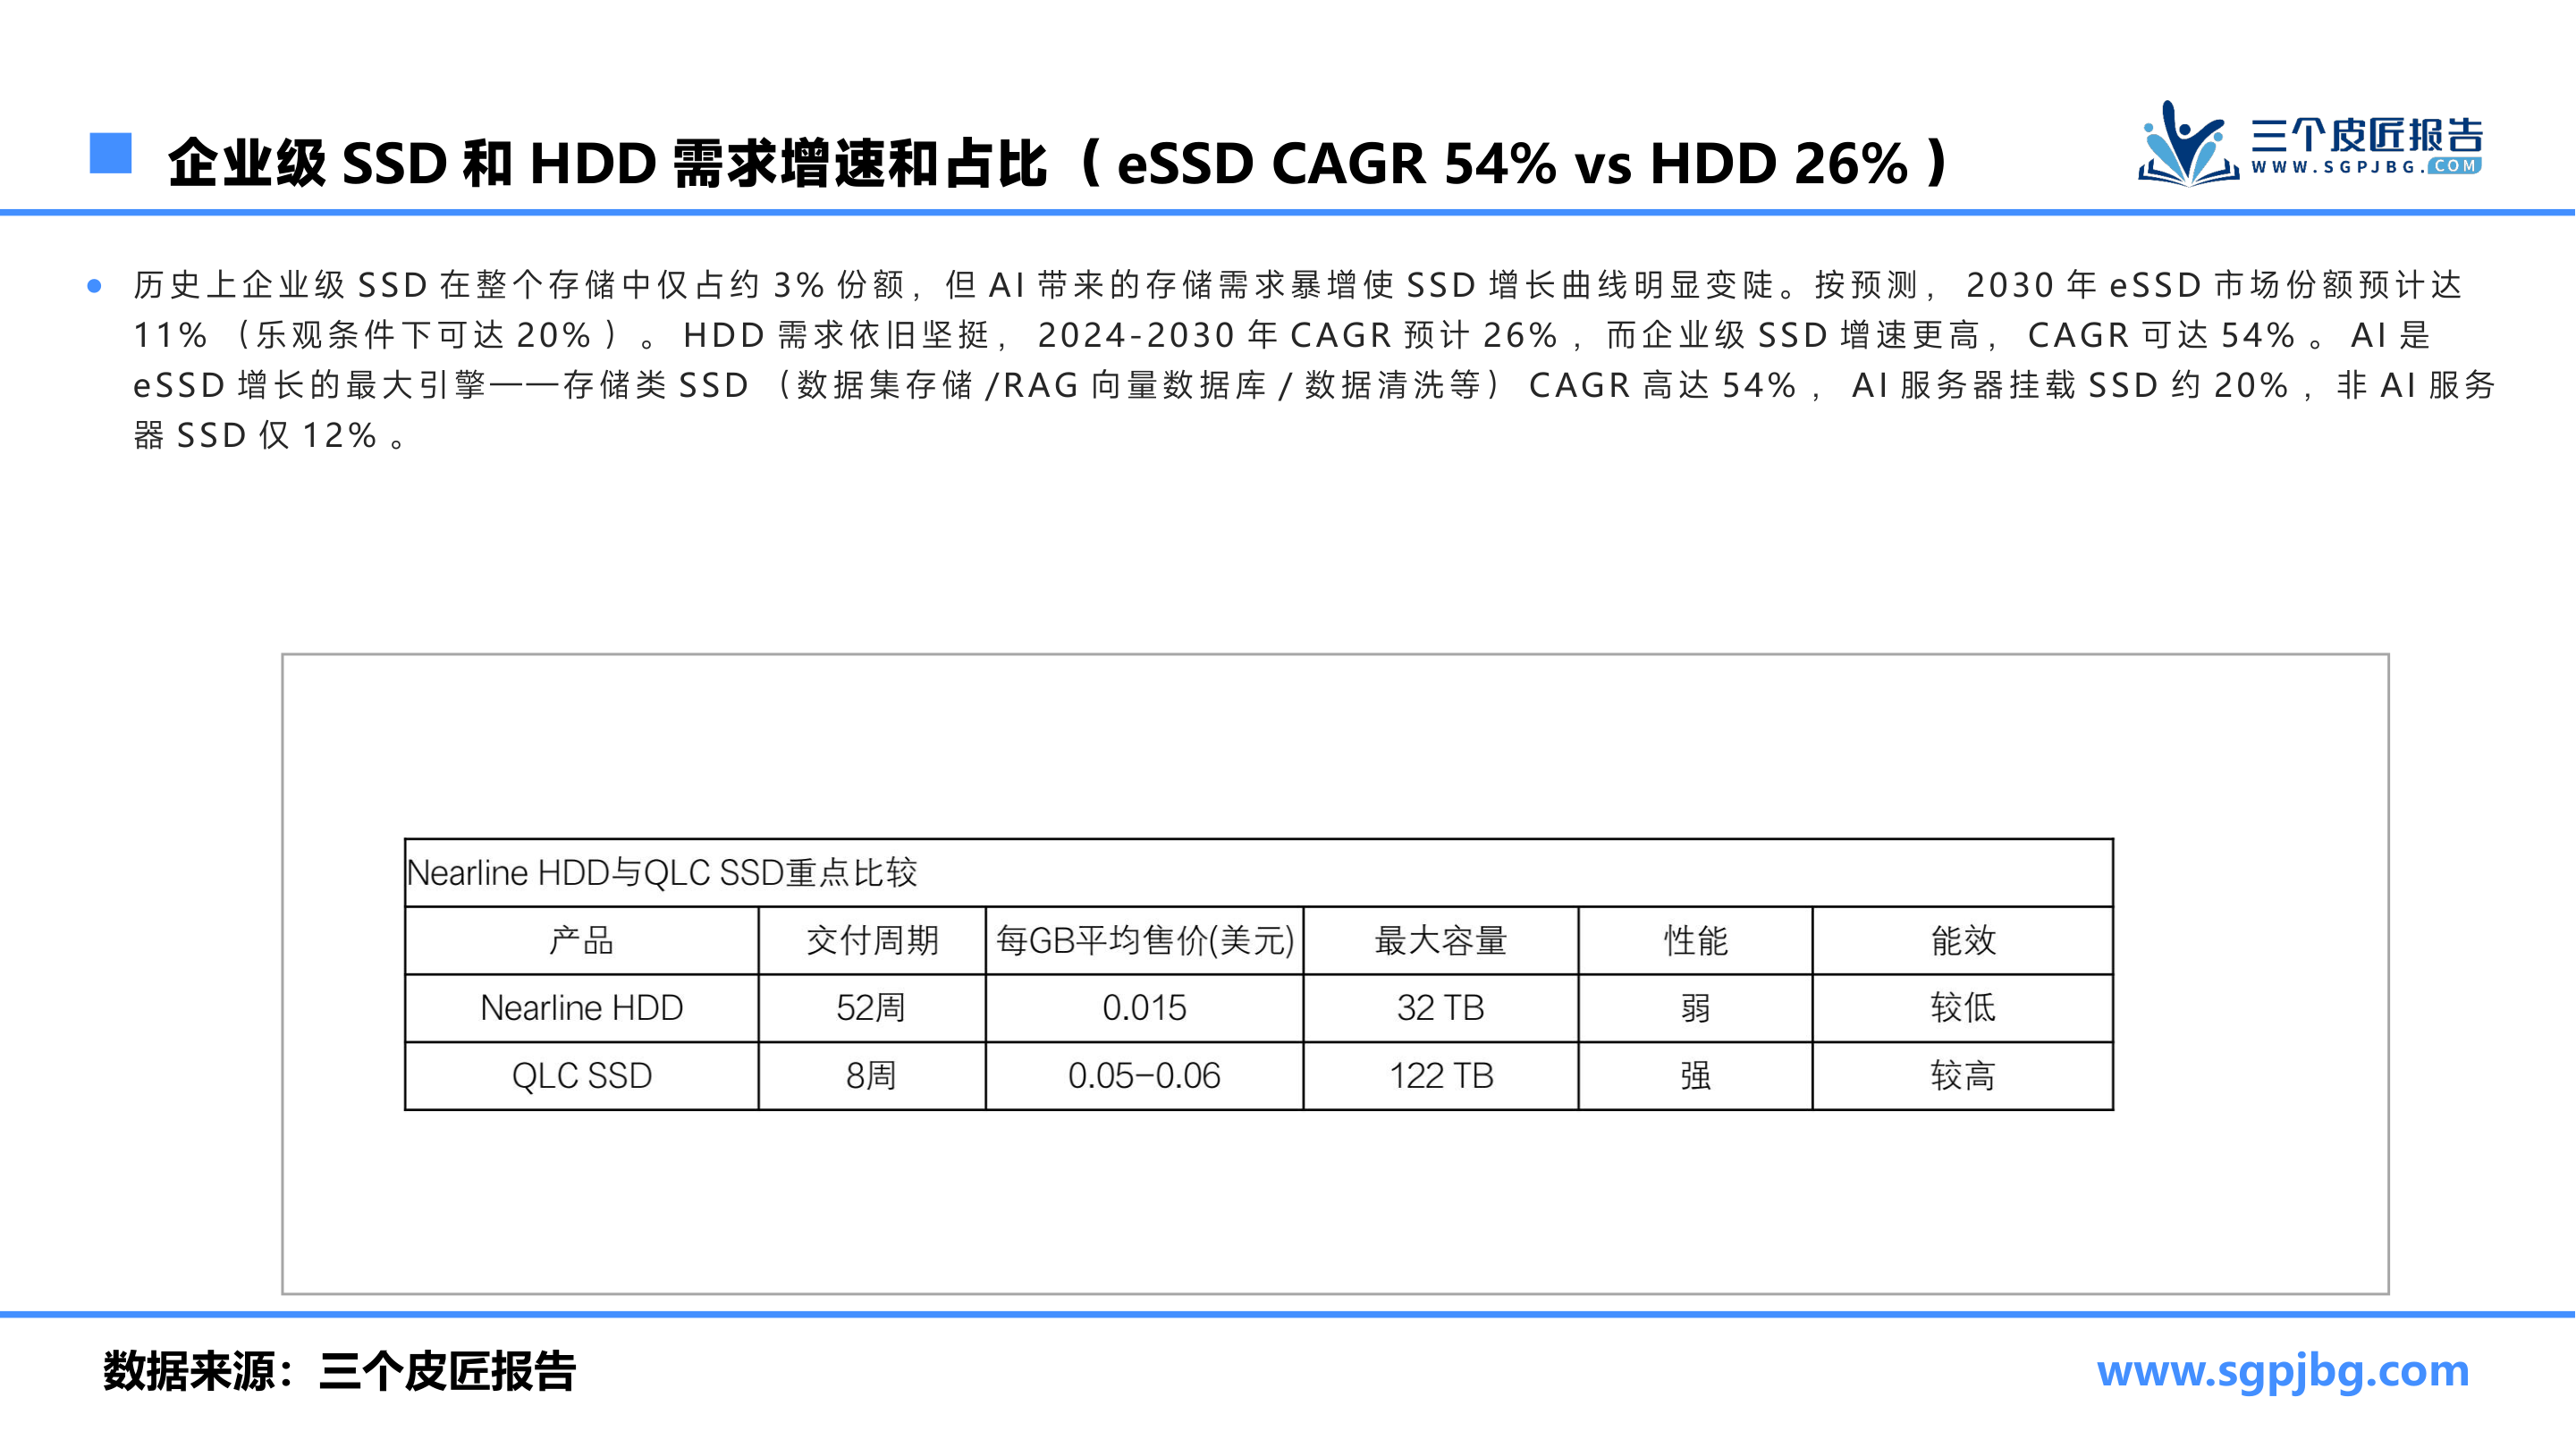 企业级 SSD 和 HDD 需求增速和占比（ eSSD CAGR 54% vs HDD 26% ）
三个皮匠报告
WWW.SGPJBG.COM
历史上企业级 SSD 在整个存储中仅占约 3% 份额，但 AI 带来的存储需求暴增使 SSD 增长曲线明显变陡。按预测， 2030 年 eSSD 市场份额预计达
11% （乐观条件下可达 20% ）。 HDD 需求依旧坚挺， 2024-2030 年 CAGR 预计 26% ，而企业级 SSD 增速更高， CAGR 可达 54% 。 AI 是
eSSD 增长的最大引擎——存储类 SSD （数据集存储 /RAG 向量数据库 / 数据清洗等） CAGR 高达 54% ， AI 服务器挂载 SSD 约 20% ，非 AI 服务
器 SSD 仅 12% 。
Nearline HDD与QLC SSD重点比较
产品 交付周期 每GB平均售价(美元) 最大容量 性能 能效
Nearline HDD 52周 0.015 32 TB 弱 较低
QLC SSD 8周 0.05-0.06 122 TB 强 较高
数据来源：三个皮匠报告
www.sgpjbg.com